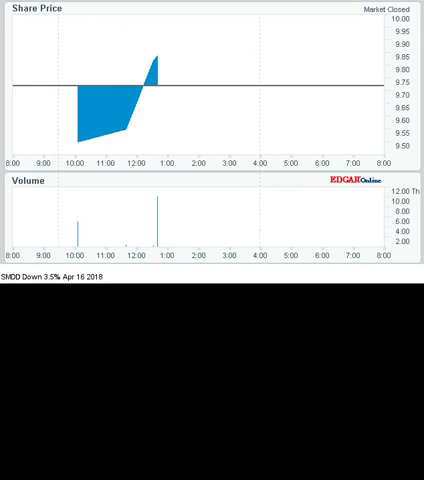 Share Price
Market Closed
10.00
9.95
9.90
9.85
9.80
9.75
9.70
9.65
9.60
9.55
9.50
8:00 9:00 10:00 11:00 12:00 1:00 2:00 3:00 4:00 5:00 6:00 7:00 8:00
Volume
EDGAROnline
12.00 Th
10.00
8.00
6.00
4.00
2.00
8:00 9:00 10:00 11:00 12:00 1:00 2:00 3:00 4:00 5:00 6:00 7:00 8:00
SMDD Down 3.5% Apr 16 2018